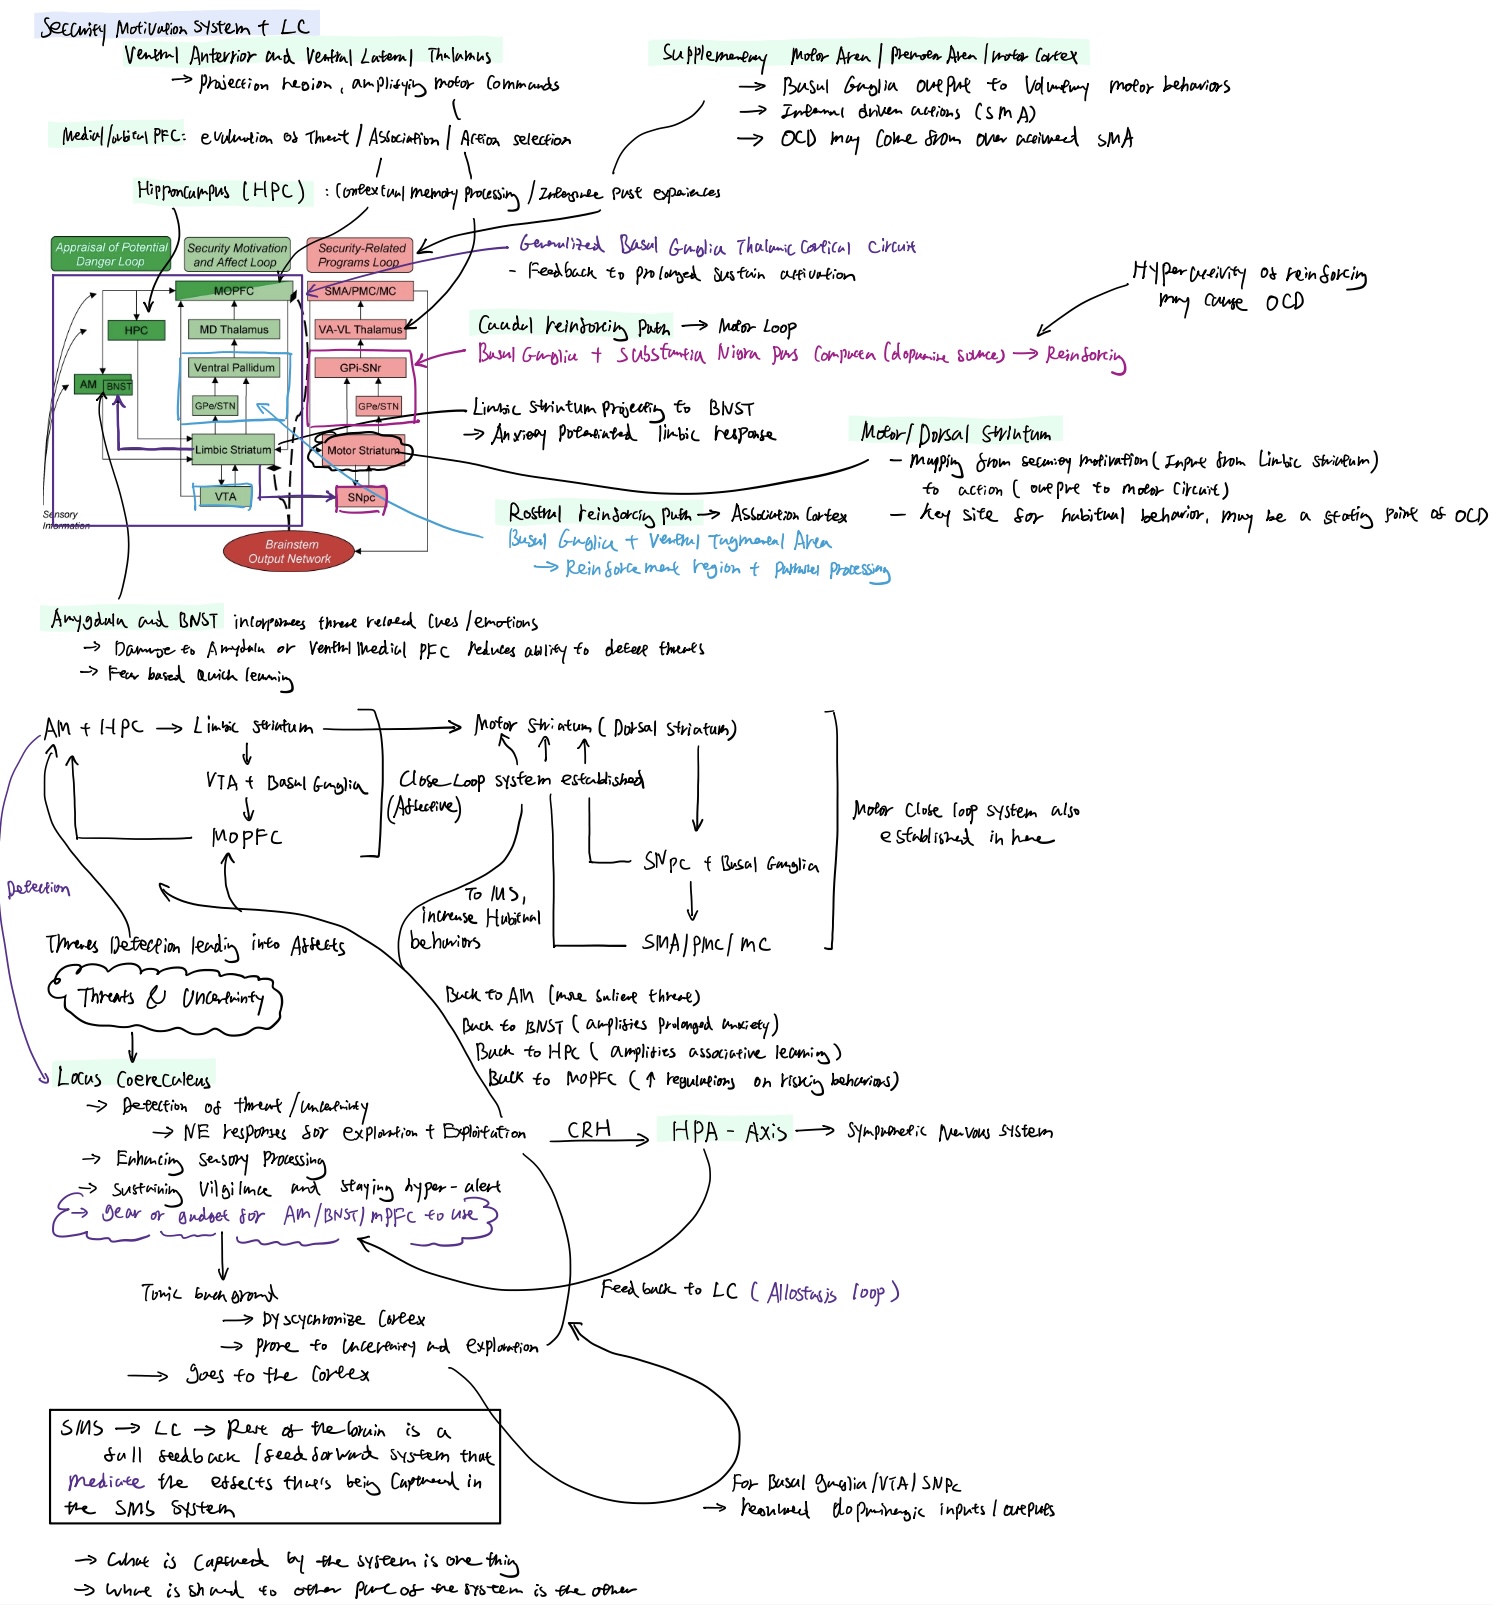 Security Motivation System + LC
Ventral Anterior and Ventral Lateral Thalamus
→ Projection region, amplifying motor commands
Supplementary Motor Area / Premotor Area / motor Cortex
→ Basal Ganglia output to Voluntary motor behaviors
→ Internal driven actions (SMA)
→ OCD may come from over activated SMA
Medial/orbital PFC: evaluation of Threat / Association / Action selection
Hippocampus (HPC) : Contextual memory processing / Integrate past experiences
Appraisal of Potential
Danger Loop
Security Motivation
and Affect Loop
Security-Related
Programs Loop
Generalized Basal Ganglia Thalamic Cortical Circuit
- Feedback to prolonged sustain activation
Hyperactivity of reinforcing
may cause OCD
MOPFC
SMA/PMC/MC
HPC
MD Thalamus
VA-VL Thalamus
Caudal reinforcing path → Motor Loop
Basal Ganglia + Substantia Nigra pars Compacta (dopamine source) → Reinforcing
Ventral Pallidum
GPi-SNr
AM
BNST
GPe/STN
GPe/STN
Limbic Striatum projecting to BNST
→ Anxiety Potentiated limbic response
Limbic Striatum
Motor Striatum
Motor/Dorsal Striatum
- Mapping from security motivation (Input from Limbic striatum)
to action (output to motor Circuit)
- Key site for habitual behavior, may be a stating point of OCD
VTA
SNpc
Sensory
Information
Rostral reinforcing path → Association Cortex
Basal Ganglia + Ventral Tagmental Area
→ Reinforcement region + Parallel Processing
Brainstem
Output Network
Amygdala and BNST incorporates threat related cues/emotions
→ Damage to Amydala or Ventral Medial PFC reduces ability to detect threats
→ Fear based quick learning
AM + HPC → Limbic striatum → Motor striatum (Dorsal Striatum)
VTA + Basal Ganglia
Close Loop system established
(Affective)
MOPFC
Motor Close loop system also
established in here
SNpc + Basal Ganglia
Detection
To MS,
increase Habitual
behaviors
SMA/PMC/MC
Threats Detection leading into Affects
Threats & Uncertainty
Back to AM (more salient threat)
Back to BNST (amplifies prolonged anxiety)
Back to HPC (amplifies associative learning)
Back to MOPFC (↑ regulations on risking behaviors)
Locus Coereculeus
→ Detection of threat/uncertainty
→ NE responses for exploration + Exploitation
CRH → HPA-Axis → Sympathetic Nervous System
→ Enhancing sensory Processing
→ Sustaining Vilgilance and staying hyper-alert
→ gear or budget for AM/BNST/mPFC to use
Feedback to LC (Allostasis loop)
Tonic background
→ Dyscychronize Cortex
→ Prone to uncertainty and exploration
→ goes to the Cortex
SMS → LC → Rest of the brain is a
full feedback/feedforward system that
mediate the effects that's being Captured in
the SMS System
For Basal ganglia/VTA/SNpc
→ dopminergic inputs/outputs
→ What is Captured by the system is one thing
→ What is shared to other part of the system is the other